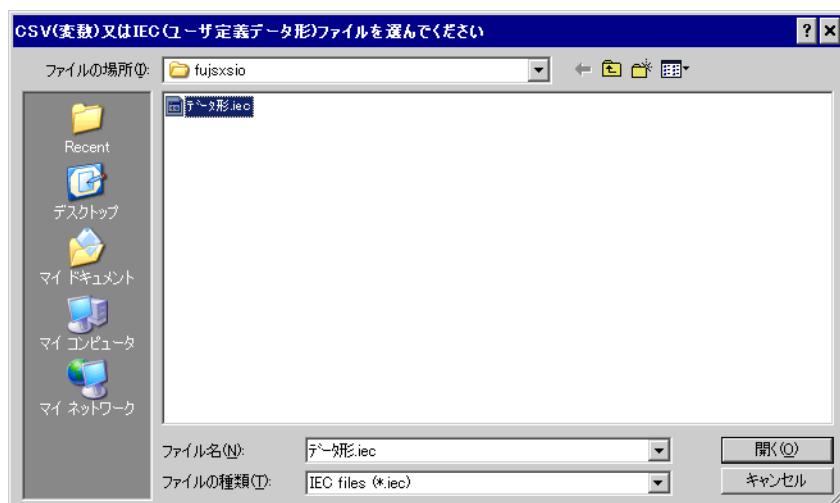 CSV(変数)又はIEC(ユーザ定義データ形)ファイルを選んでください
ファイルの場所(I):
fujsxsio
データ形.iec
Recent
デスクトップ
マイ ドキュメント
マイ コンピュータ
マイ ネットワーク
ファイル名(N):
データ形.iec
開く(O)
ファイルの種類(T):
IEC files (*.iec)
キャンセル